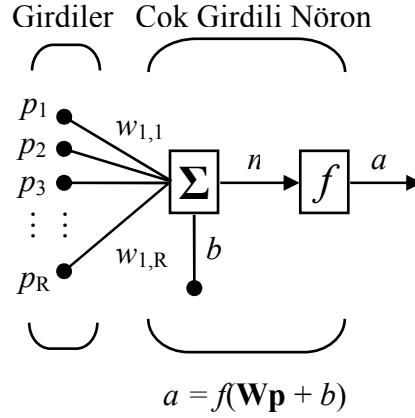 Girdiler Cok Girdili Nöron
p1 w1,1
p2
p3 Σ n f a
⋮ ⋮
w1,R b
pR
a = f(Wp + b)